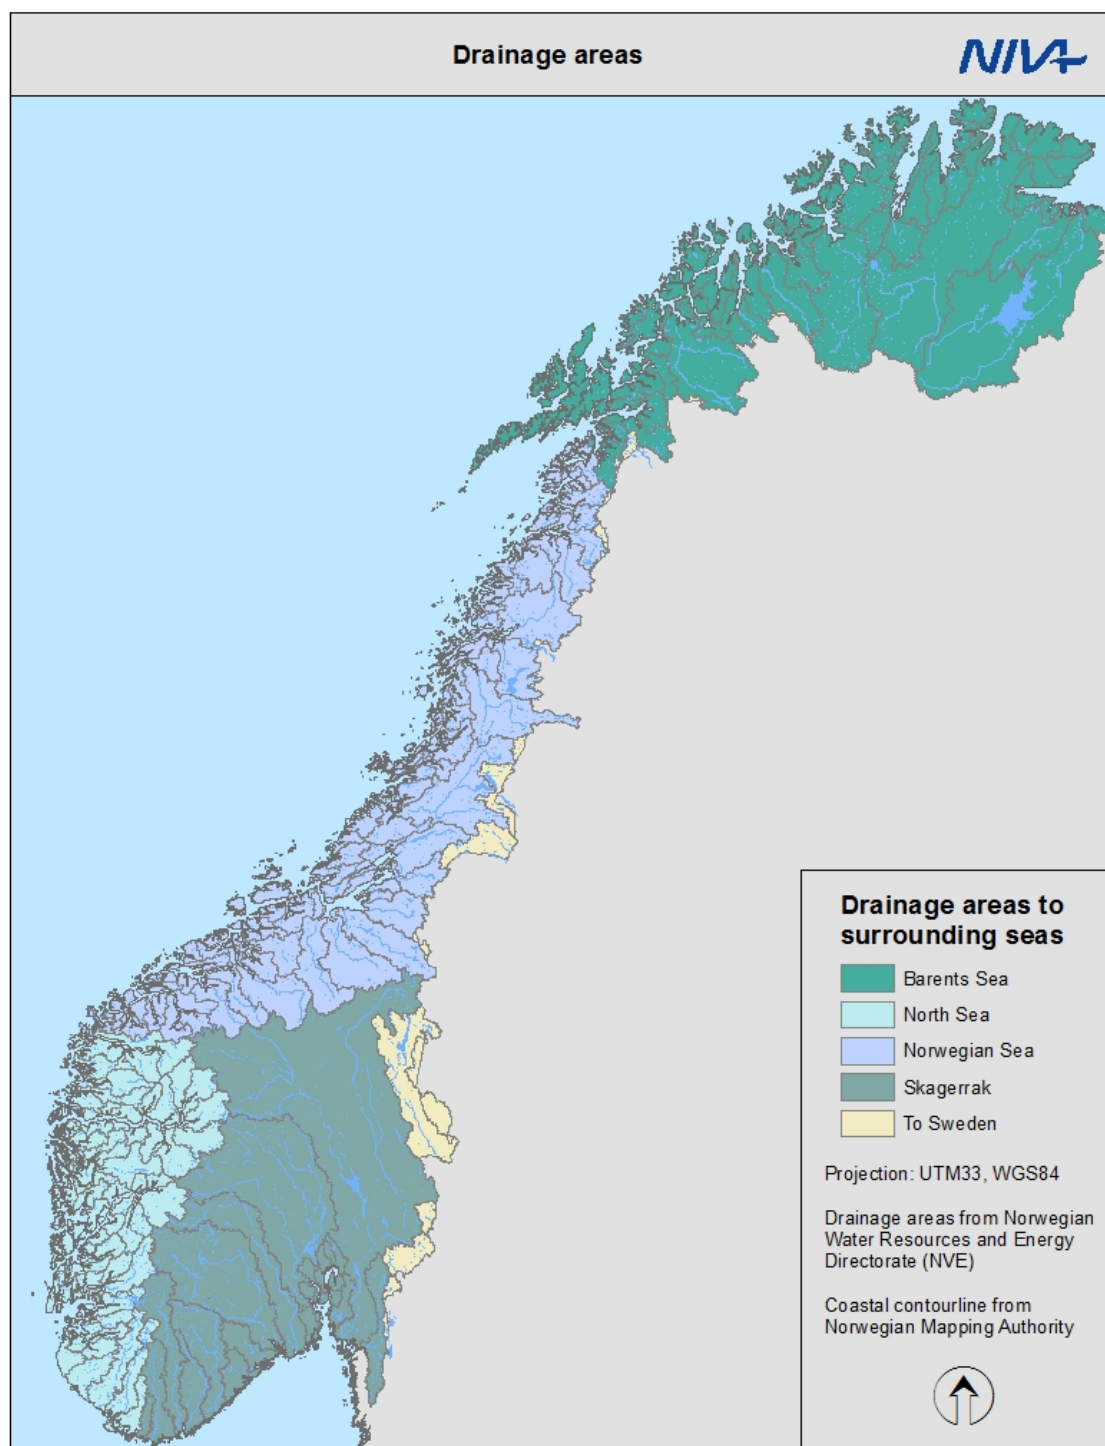 Drainage areas
NIVA
Drainage areas to
surrounding seas
Barents Sea
North Sea
Norwegian Sea
Skagerrak
To Sweden
Projection: UTM33, WGS84
Drainage areas from Norwegian
Water Resources and Energy
Directorate (NVE)
Coastal contourline from
Norwegian Mapping Authority